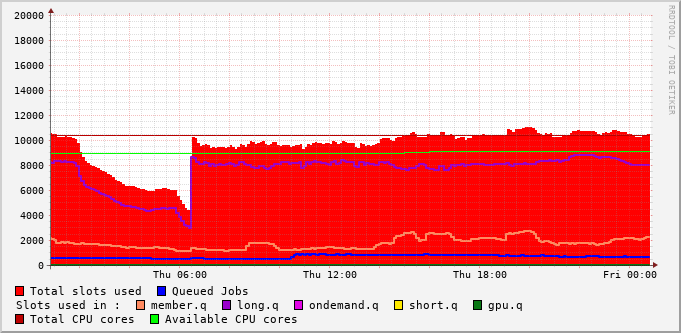 20000
18000
16000
14000
12000
10000
8000
6000
4000
2000
0
Thu 06:00 Thu 12:00 Thu 18:00 Fri 00:00
Total slots used Queued Jobs
Slots used in : member.q long.q ondemand.q short.q gpu.q
Total CPU cores Available CPU cores
RRDTOOL / TOBI OETIKER